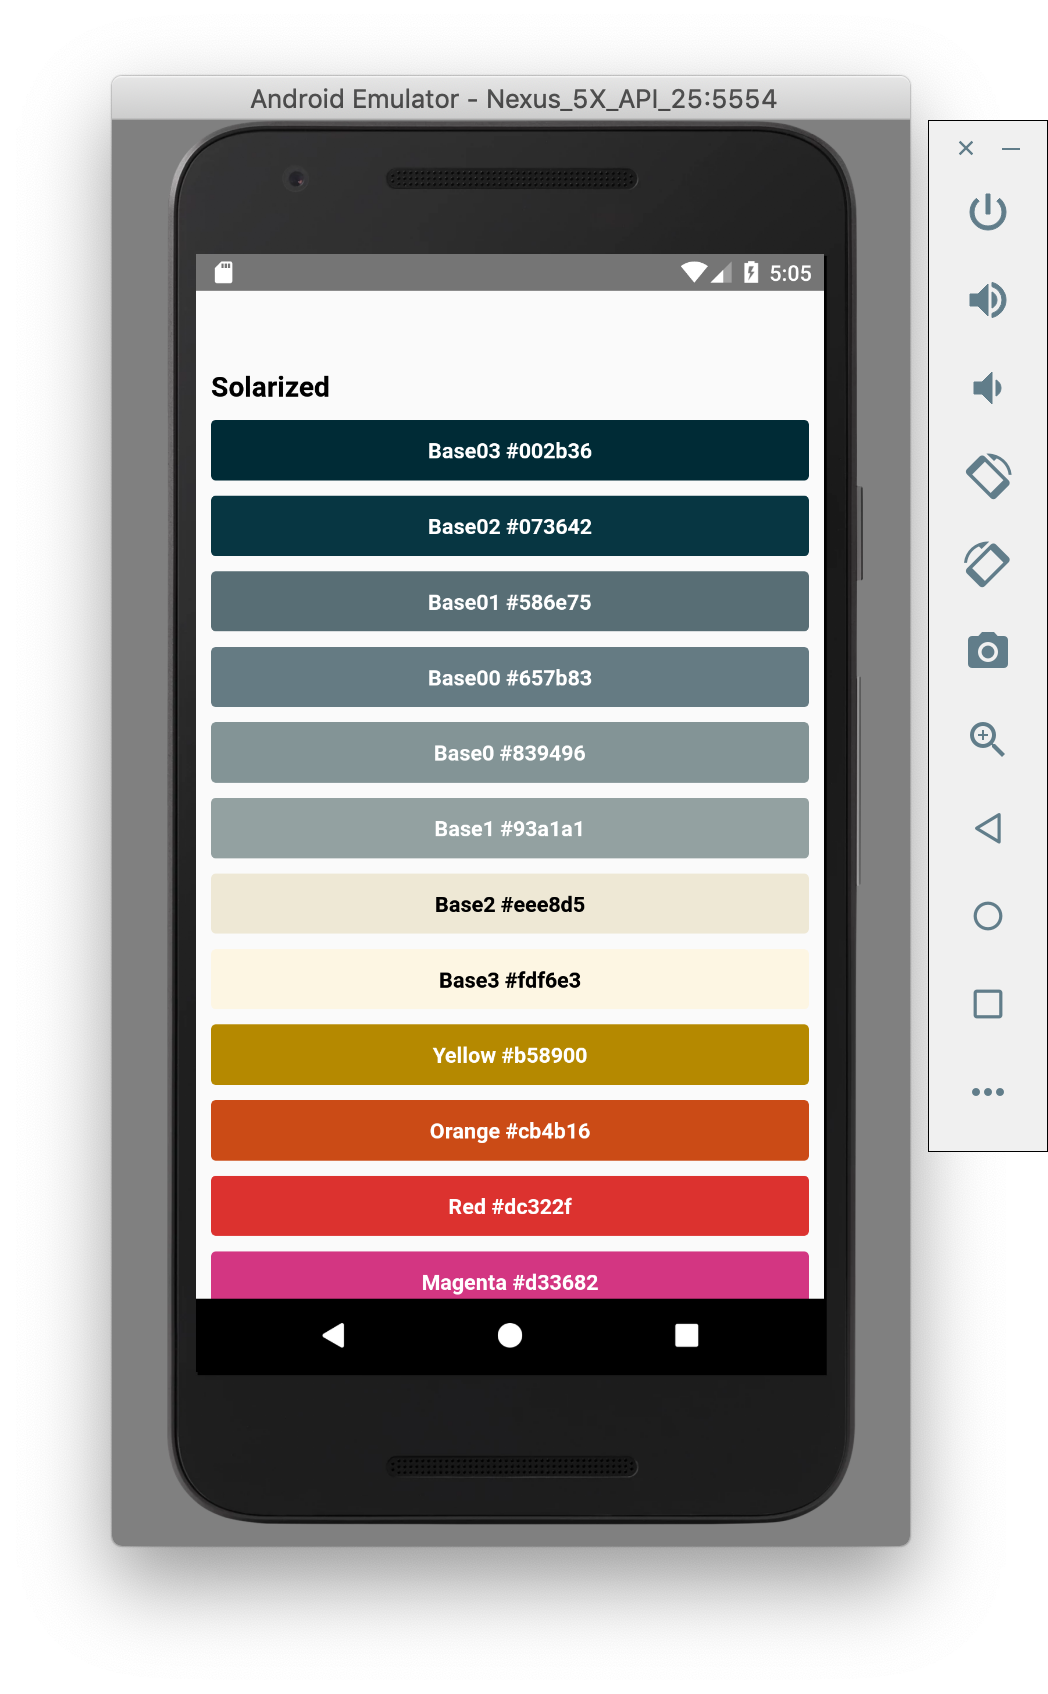 Android Emulator - Nexus_5X_API_25:5554
5:05
Solarized
Base03 #002b36
Base02 #073642
Base01 #586e75
Base00 #657b83
Base0 #839496
Base1 #93a1a1
Base2 #eee8d5
Base3 #fdf6e3
Yellow #b58900
Orange #cb4b16
Red #dc322f
Magenta #d33682